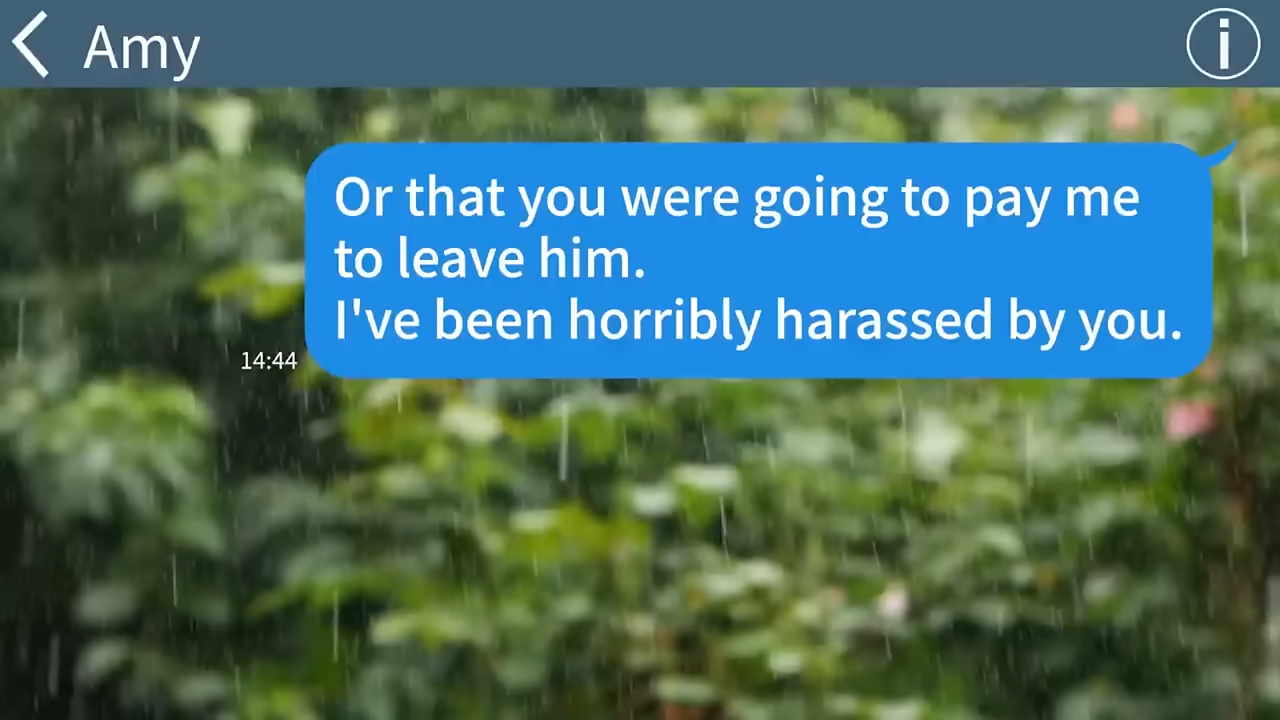 Amy
Or that you were going to pay me
to leave him.
I've been horribly harassed by you.
14:44